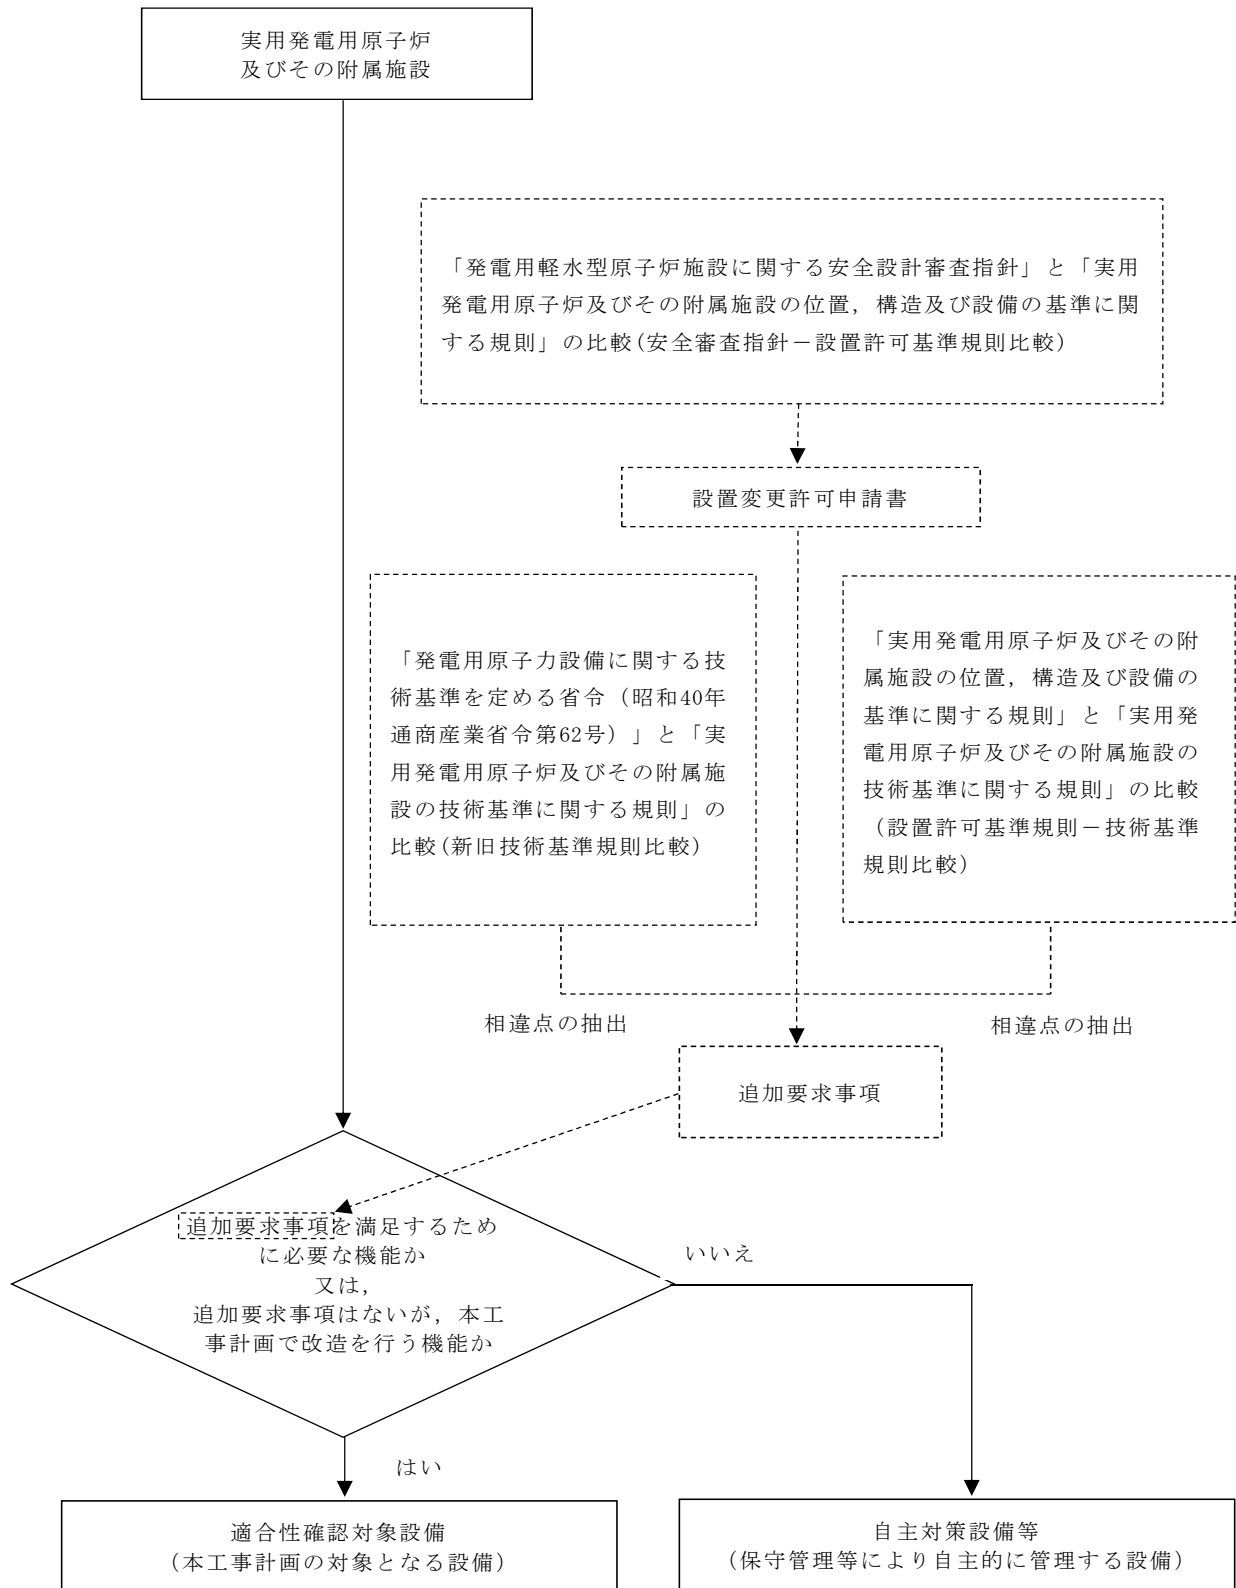 実用発電用原子炉
及びその附属施設
「発電用軽水型原子炉施設に関する安全設計審査指針」と「実用
発電用原子炉及びその附属施設の位置，構造及び設備の基準に関
する規則」の比較(安全審査指針－設置許可基準規則比較)
設置変更許可申請書
「発電用原子力設備に関する技
術基準を定める省令（昭和40年
通商産業省令第62号）」と「実
用発電用原子炉及びその附属施
設の技術基準に関する規則」の
比較(新旧技術基準規則比較)
「実用発電用原子炉及びその附
属施設の位置，構造及び設備の
基準に関する規則」と「実用発
電用原子炉及びその附属施設の
技術基準に関する規則」の比較
（設置許可基準規則－技術基準
規則比較）
相違点の抽出
相違点の抽出
追加要求事項
追加要求事項を満足するため
に必要な機能か
又は，
追加要求事項はないが，本工
事計画で改造を行う機能か
いいえ
はい
適合性確認対象設備
（本工事計画の対象となる設備）
自主対策設備等
（保守管理等により自主的に管理する設備）